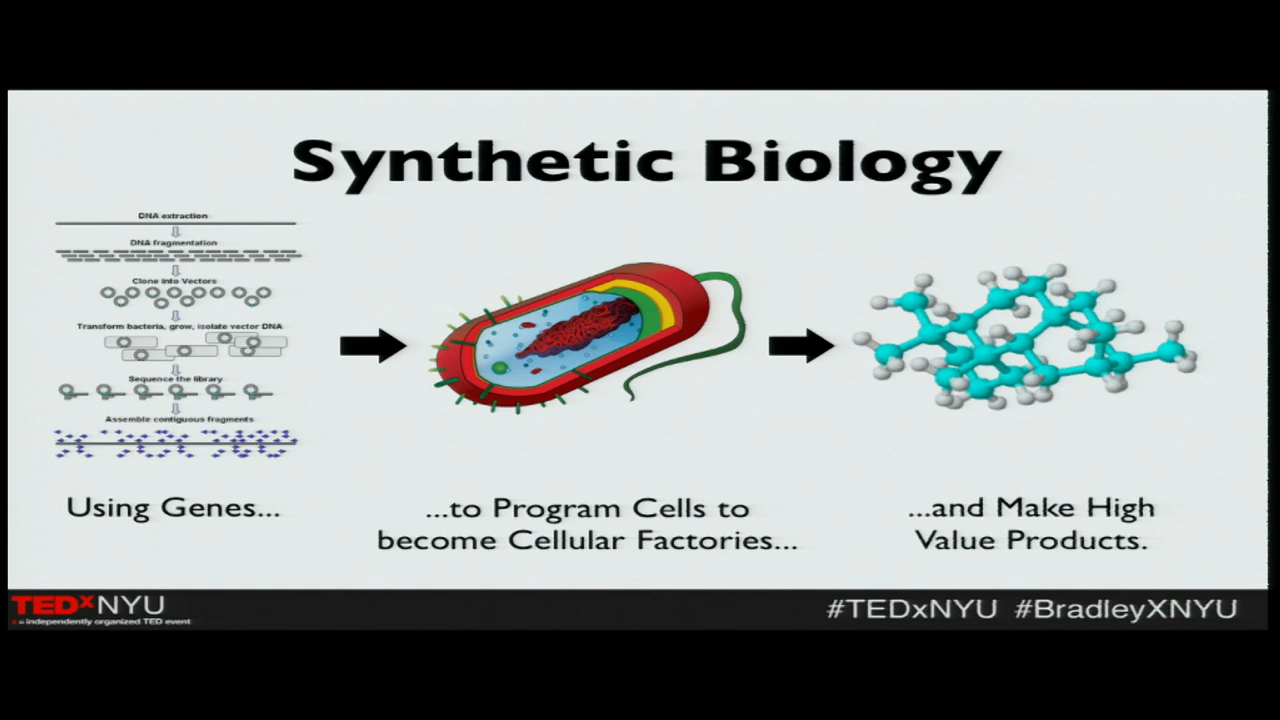 Synthetic Biology
DNA extraction
DNA fragmentation
Clone into Vectors
Transform bacteria, grow, isolate vector DNA
Sequence the library
Assemble contiguous fragments
Using Genes...
...to Program Cells to
become Cellular Factories...
...and Make High
Value Products.
TEDxNYU
= independently organized TED event
#TEDxNYU #BradleyXNYU